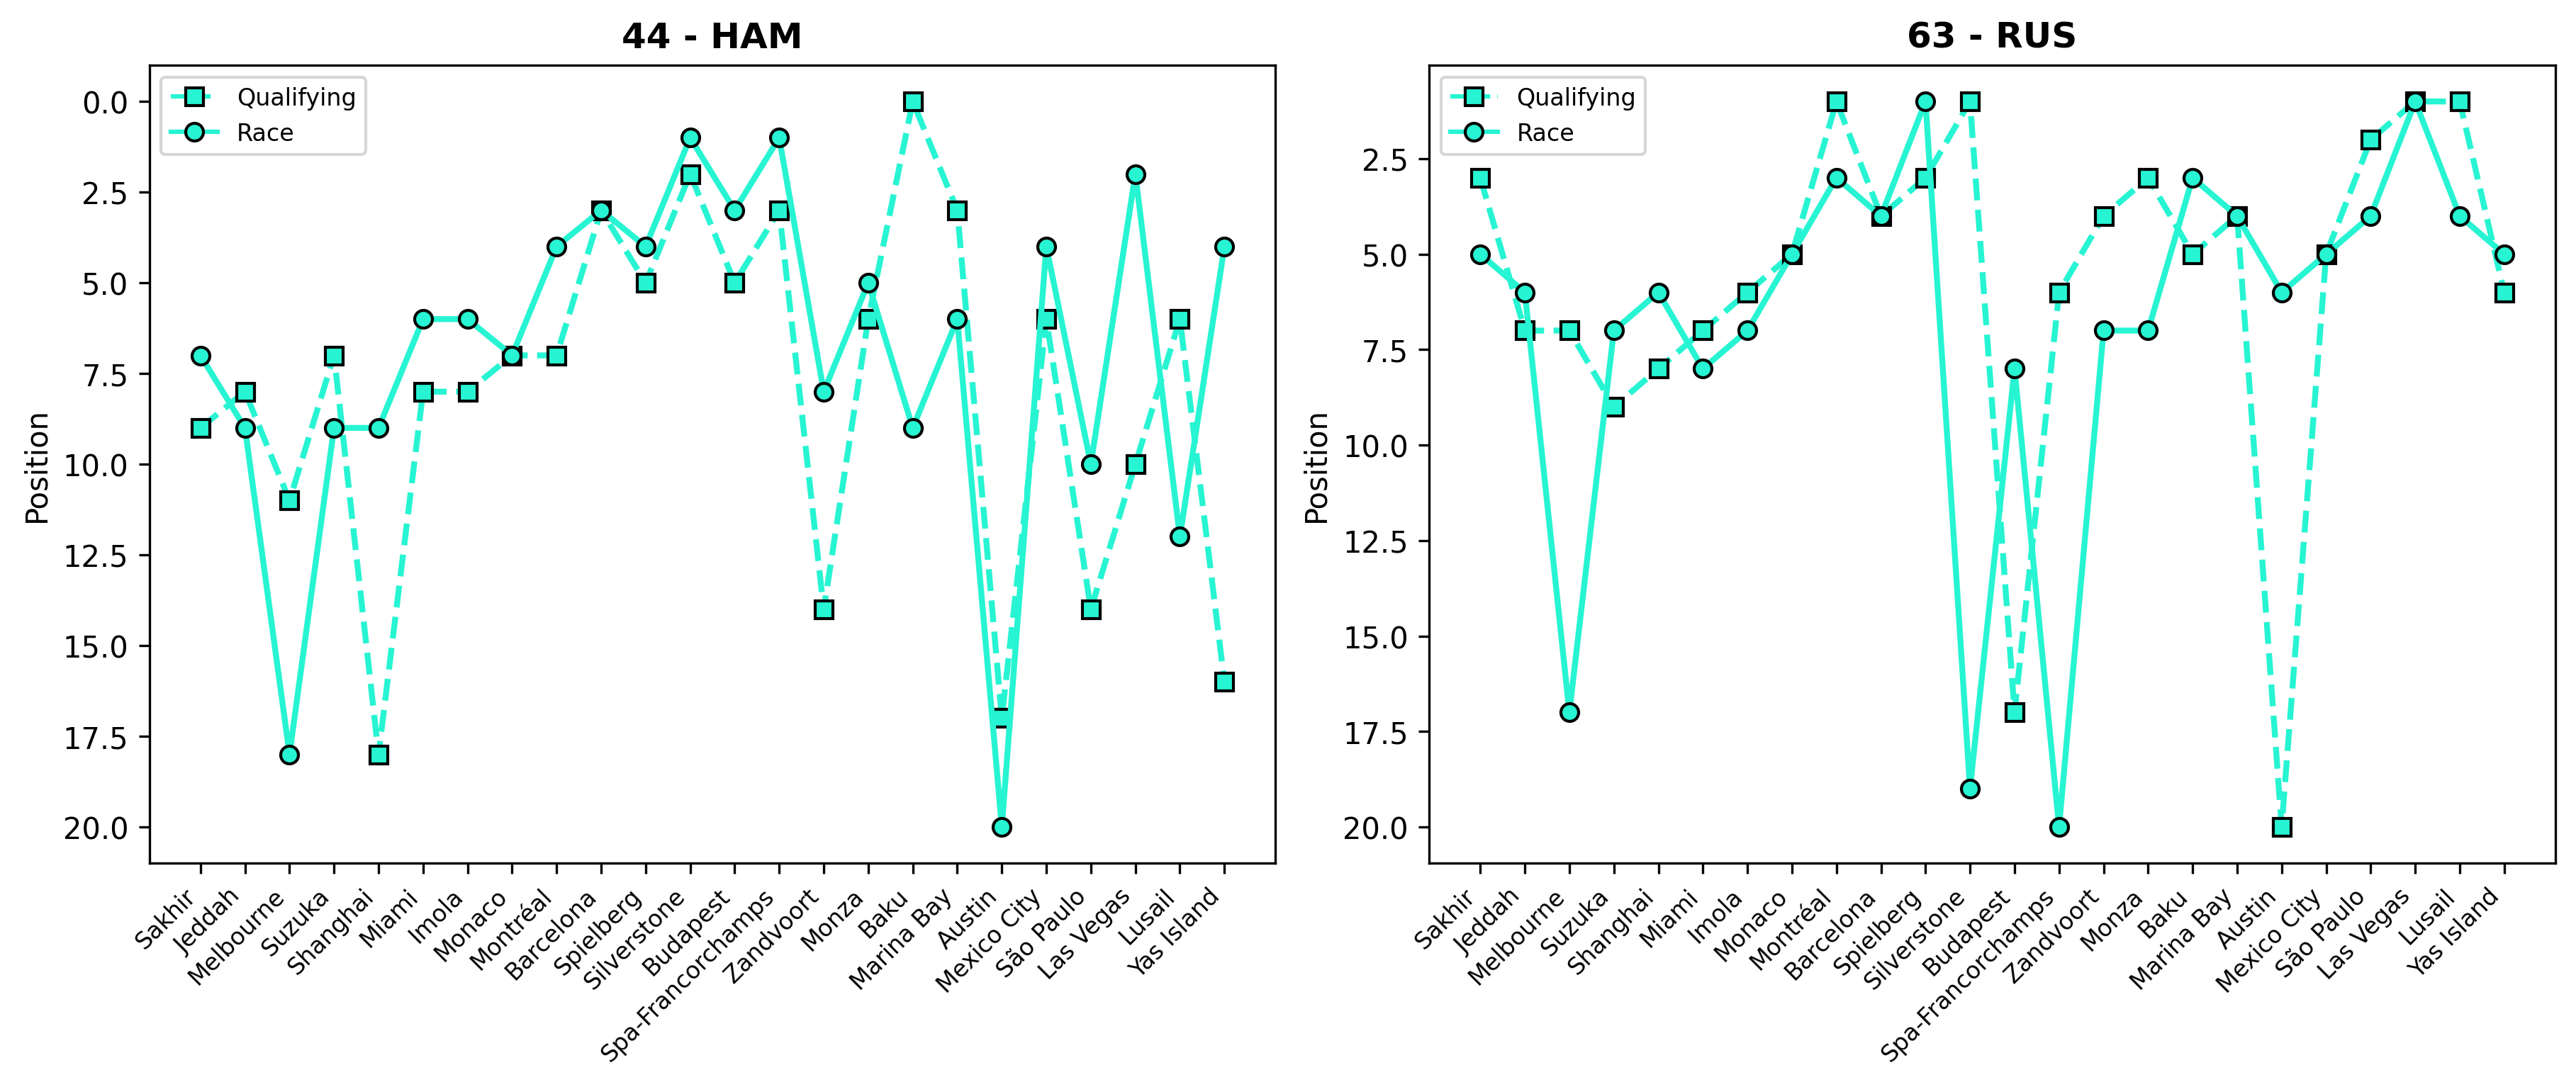 44 - HAM
Qualifying
Race
Position
0.0
2.5
5.0
7.5
10.0
12.5
15.0
17.5
20.0
Sakhir
Jeddah
Melbourne
Suzuka
Shanghai
Miami
Imola
Monaco
Montréal
Barcelona
Spielberg
Silverstone
Budapest
Spa-Francorchamps
Zandvoort
Monza
Baku
Marina Bay
Austin
Mexico City
São Paulo
Las Vegas
Lusail
Yas Island
63 - RUS
Qualifying
Race
Position
2.5
5.0
7.5
10.0
12.5
15.0
17.5
20.0
Sakhir
Jeddah
Melbourne
Suzuka
Shanghai
Miami
Imola
Monaco
Montréal
Barcelona
Spielberg
Silverstone
Budapest
Spa-Francorchamps
Zandvoort
Monza
Baku
Marina Bay
Austin
Mexico City
São Paulo
Las Vegas
Lusail
Yas Island